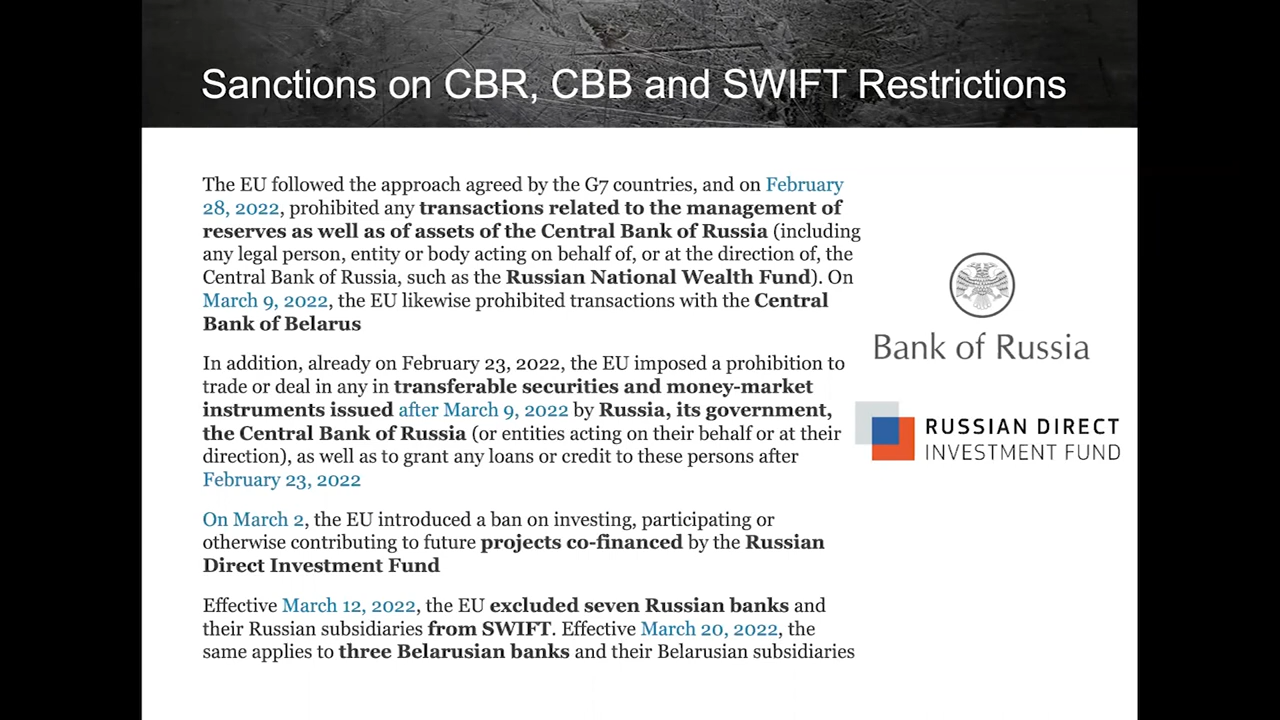 Sanctions on CBR, CBB and SWIFT Restrictions
The EU followed the approach agreed by the G7 countries, and on February
28, 2022, prohibited any transactions related to the management of
reserves as well as of assets of the Central Bank of Russia (including
any legal person, entity or body acting on behalf of, or at the direction of, the
Central Bank of Russia, such as the Russian National Wealth Fund). On
March 9, 2022, the EU likewise prohibited transactions with the Central
Bank of Belarus
In addition, already on February 23, 2022, the EU imposed a prohibition to
trade or deal in any in transferable securities and money-market
instruments issued after March 9, 2022 by Russia, its government,
the Central Bank of Russia (or entities acting on their behalf or at their
direction), as well as to grant any loans or credit to these persons after
February 23, 2022
On March 2, the EU introduced a ban on investing, participating or
otherwise contributing to future projects co-financed by the Russian
Direct Investment Fund
Effective March 12, 2022, the EU excluded seven Russian banks and
their Russian subsidiaries from SWIFT. Effective March 20, 2022, the
same applies to three Belarusian banks and their Belarusian subsidiaries
Bank of Russia
RUSSIAN DIRECT
INVESTMENT FUND